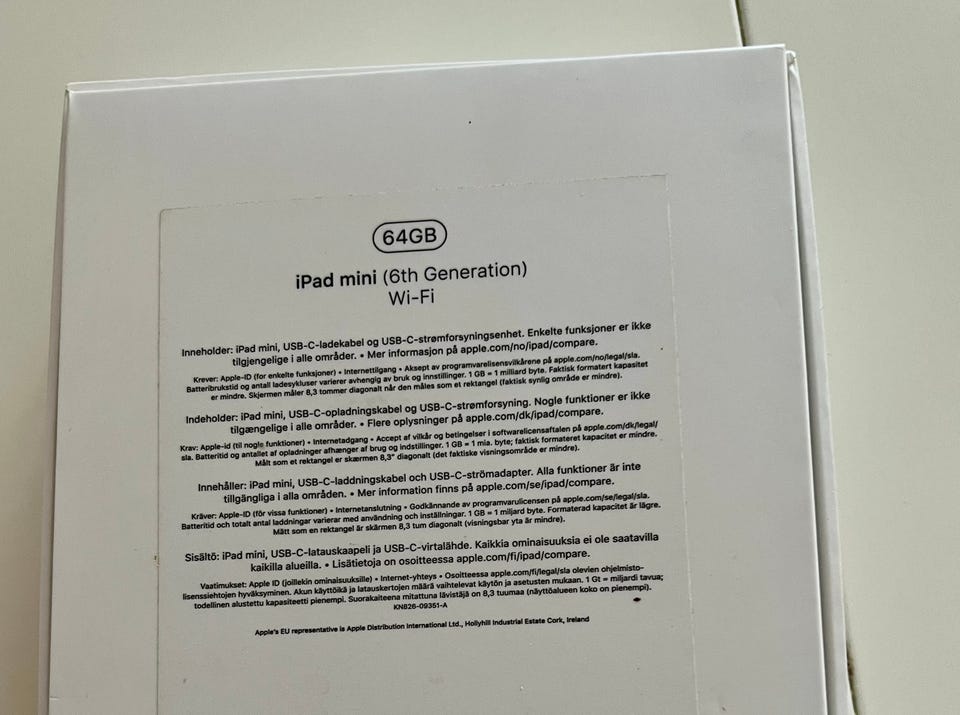 64GB
iPad mini (6th Generation)
Wi-Fi
Inneholder: iPad mini, USB-C-ladekabel og USB-C-strømforsyningsenhet. Enkelte funksjoner er ikke
tilgjengelige i alle områder. • Mer informasjon på apple.com/no/ipad/compare.
Krever: Apple-ID (for enkelte funksjoner) • Internettilgang • Aksept av programvarelisensvilkårene på apple.com/no/legal/sla.
Batteribrukstid og antall ladesykluser varierer avhengig av bruk og innstillinger. 1 GB = 1 milliard byte. Faktisk formatert kapasitet
er mindre. Skjermen måler 8,3 tommer diagonalt når den måles som et rektangel (faktisk synlig område er mindre).
Indeholder: iPad mini, USB-C-opladningskabel og USB-C-strømforsyning. Nogle funktioner er ikke
tilgængelige i alle områder. • Flere oplysninger på apple.com/dk/ipad/compare.
Krav: Apple-id (til nogle funktioner) • Internetadgang • Accept af vilkår og betingelser i softwarelicensaftalen på apple.com/dk/legal/
sla. Batteritid og antallet af opladninger afhænger af brug og indstillinger. 1 GB = 1 mia. byte; faktisk formateret kapacitet er mindre.
Målt som et rektangel er skærmen 8,3" diagonalt (det faktiske visningsområde er mindre).
Innehåller: iPad mini, USB-C-laddningskabel och USB-C-strömadapter. Alla funktioner är inte
tillgängliga i alla områden. • Mer information finns på apple.com/se/ipad/compare.
Kräver: Apple-ID (för vissa funktioner) • Internetanslutning • Godkännande av programvarulicensen på apple.com/se/legal/sla.
Batteritid och totalt antal laddningar varierar med användning och inställningar. 1 GB = 1 miljard byte. Formaterad kapacitet är lägre.
Mätt som en rektangel är skärmen 8,3 tum diagonalt (visningsbar yta är mindre).
Sisältö: iPad mini, USB-C-latauskaapeli ja USB-C-virtalähde. Kaikkia ominaisuuksia ei ole saatavilla
kaikilla alueilla. • Lisätietoja on osoitteessa apple.com/fi/ipad/compare.
Vaatimukset: Apple ID (joillekin ominaisuuksille) • Internet-yhteys • Osoitteessa apple.com/fi/legal/sla olevien ohjelmisto-
lisenssiehtojen hyväksyminen. Akun käyttöikä ja latauskertojen määrä vaihtelevat käytön ja asetusten mukaan. 1 Gt = miljardi tavua;
todellinen alustettu kapasiteetti pienempi. Suorakaiteena mitattuna lävistäjä on 8,3 tuumaa (näyttöalueen koko on pienempi).
KN826-09351-A
Apple's EU representative is Apple Distribution International Ltd., Hollyhill Industrial Estate Cork, Ireland